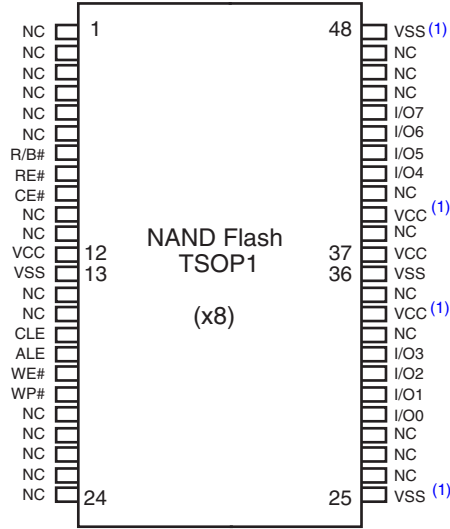 NC 1 48 VSS (1)
NC NC
NC NC
NC NC
NC I/O7
NC I/O6
R/B# I/O5
RE# I/O4
CE# NC
NC VCC (1)
NC NC
VCC 12 37 VCC
VSS 13 36 VSS
NC NC
NC VCC (1)
CLE NC
ALE I/O3
WE# I/O2
WP# I/O1
NC I/O0
NC NC
NC NC
NC NC
NC 24 25 VSS (1)
NAND Flash
TSOP1
(x8)